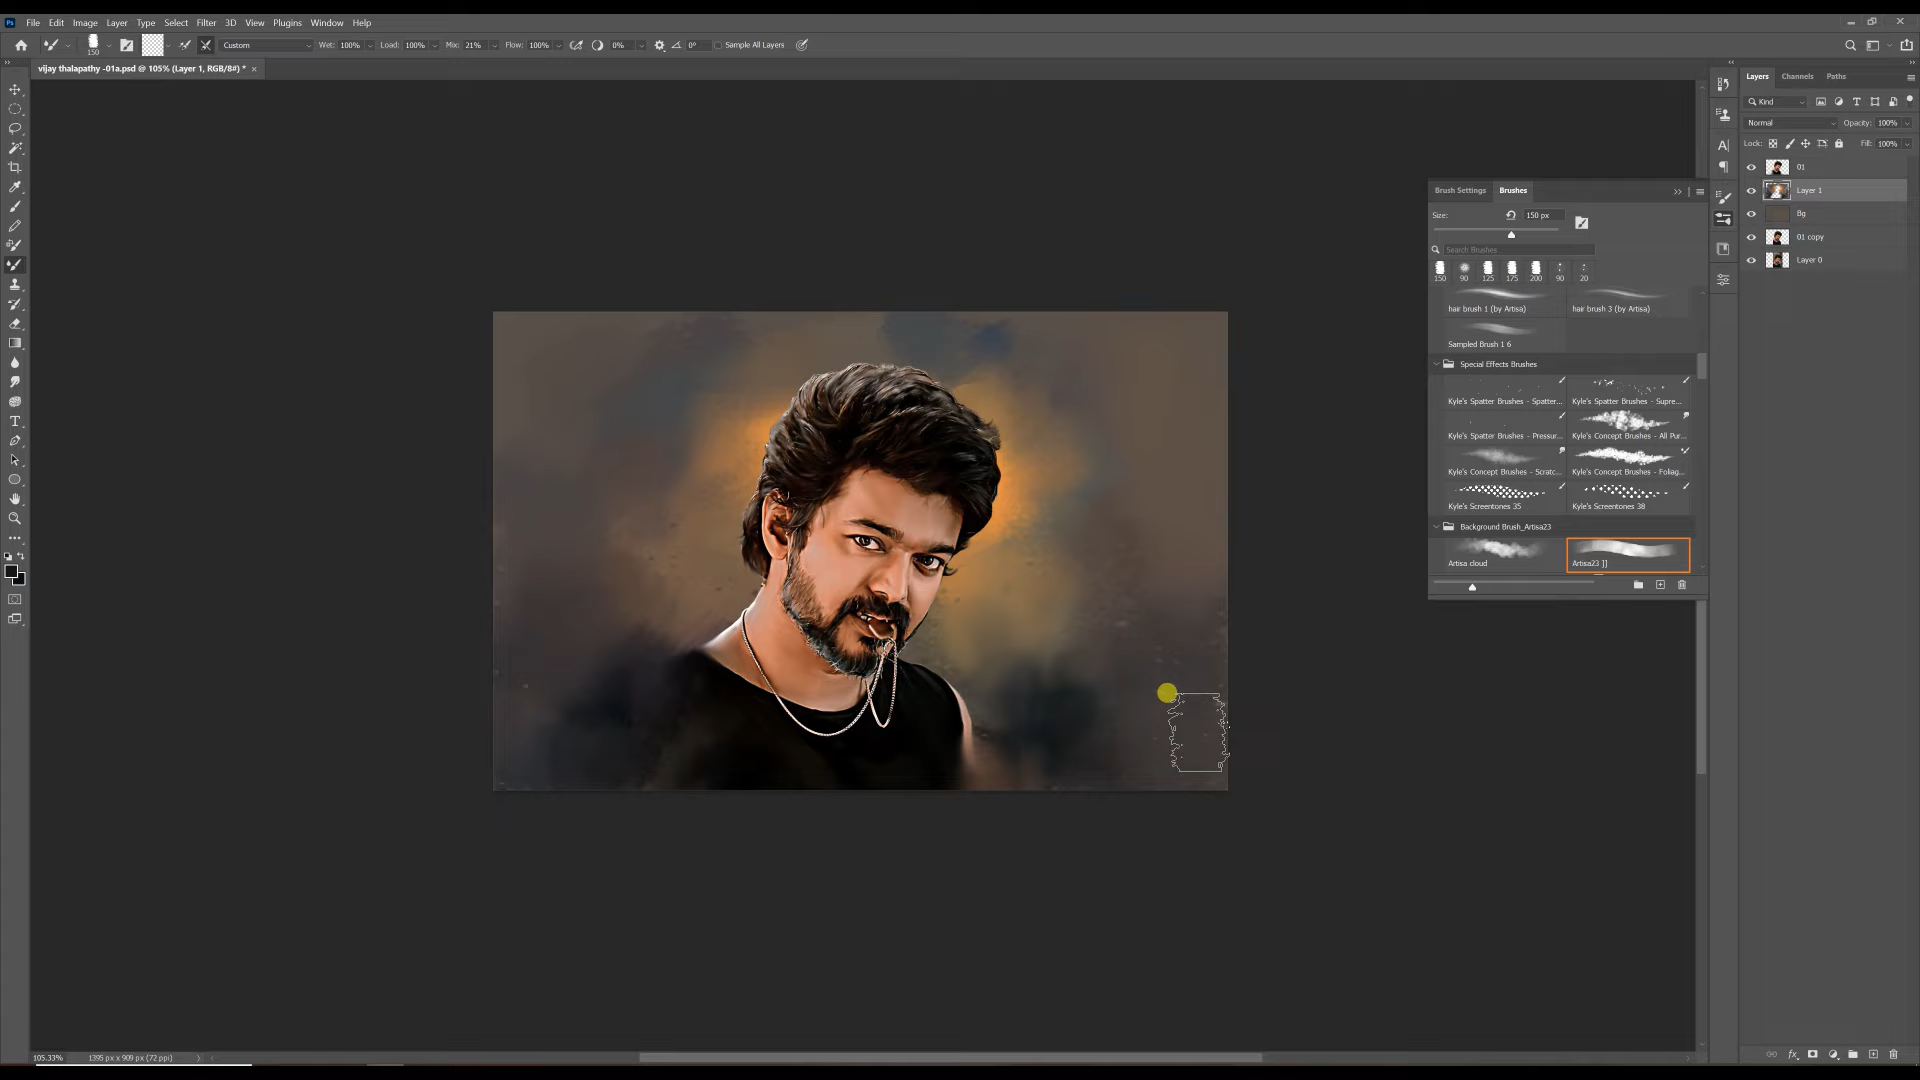 Ps File Edit Image Layer Type Select Filter 3D View Plugins Window Help
150 Custom Wet: 100% Load: 100% Mix: 21% Flow: 100% 0% 0° Sample All Layers
vijay thalapathy -01a.psd @ 105% (Layer 1, RGB/8#) * ×
Layers Channels Paths
Kind
Normal Opacity: 100%
Lock: Fill: 100%
01
Layer 1
Bg
01 copy
Layer 0
Brush Settings Brushes
Size: 150 px
Search Brushes
150 90 125 175 200 90 20
hair brush 1 (by Artisa) hair brush 3 (by Artisa)
Sampled Brush 1 6
Special Effects Brushes
Kyle's Spatter Brushes - Spatter... Kyle's Spatter Brushes - Supre...
Kyle's Spatter Brushes - Pressur... Kyle's Concept Brushes - All Pur...
Kyle's Concept Brushes - Scratc... Kyle's Concept Brushes - Foliag...
Kyle's Screentones 35 Kyle's Screentones 38
Background Brush_Artisa23
Artisa cloud Artisa23 ]]
105.33% 1395 px x 909 px (72 ppi)